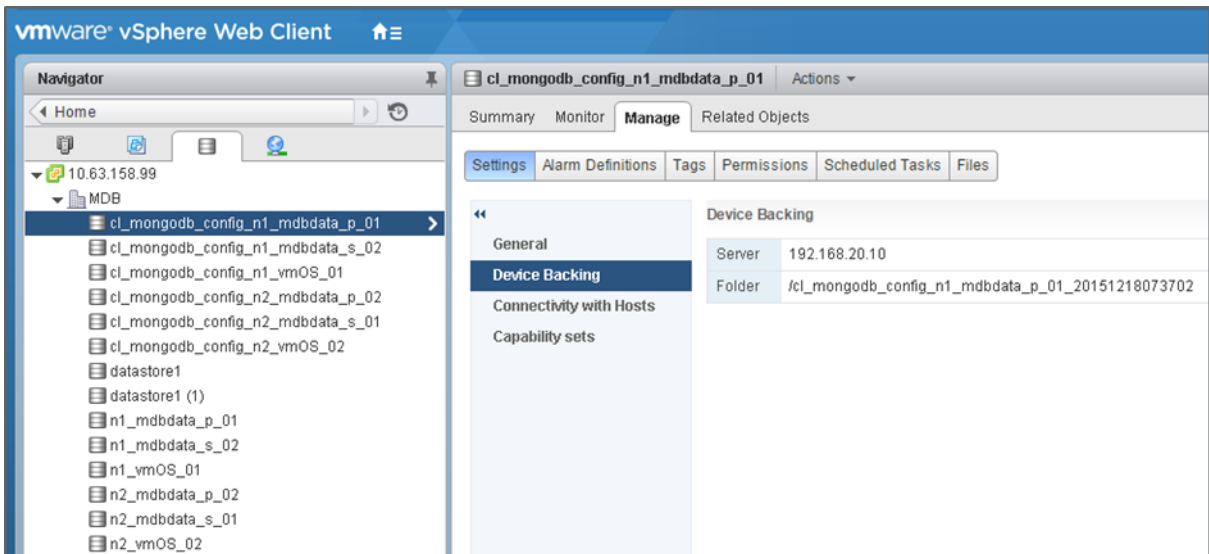 vmware® vSphere Web Client
Navigator
Home
10.63.158.99
MDB
cl_mongodb_config_n1_mdbdata_p_01
cl_mongodb_config_n1_mdbdata_s_02
cl_mongodb_config_n1_vmOS_01
cl_mongodb_config_n2_mdbdata_p_02
cl_mongodb_config_n2_mdbdata_s_01
cl_mongodb_config_n2_vmOS_02
datastore1
datastore1 (1)
n1_mdbdata_p_01
n1_mdbdata_s_02
n1_vmOS_01
n2_mdbdata_p_02
n2_mdbdata_s_01
n2_vmOS_02
cl_mongodb_config_n1_mdbdata_p_01 Actions
Summary Monitor Manage Related Objects
Settings Alarm Definitions Tags Permissions Scheduled Tasks Files
General
Device Backing
Connectivity with Hosts
Capability sets
Device Backing
Server 192.168.20.10
Folder /cl_mongodb_config_n1_mdbdata_p_01_20151218073702